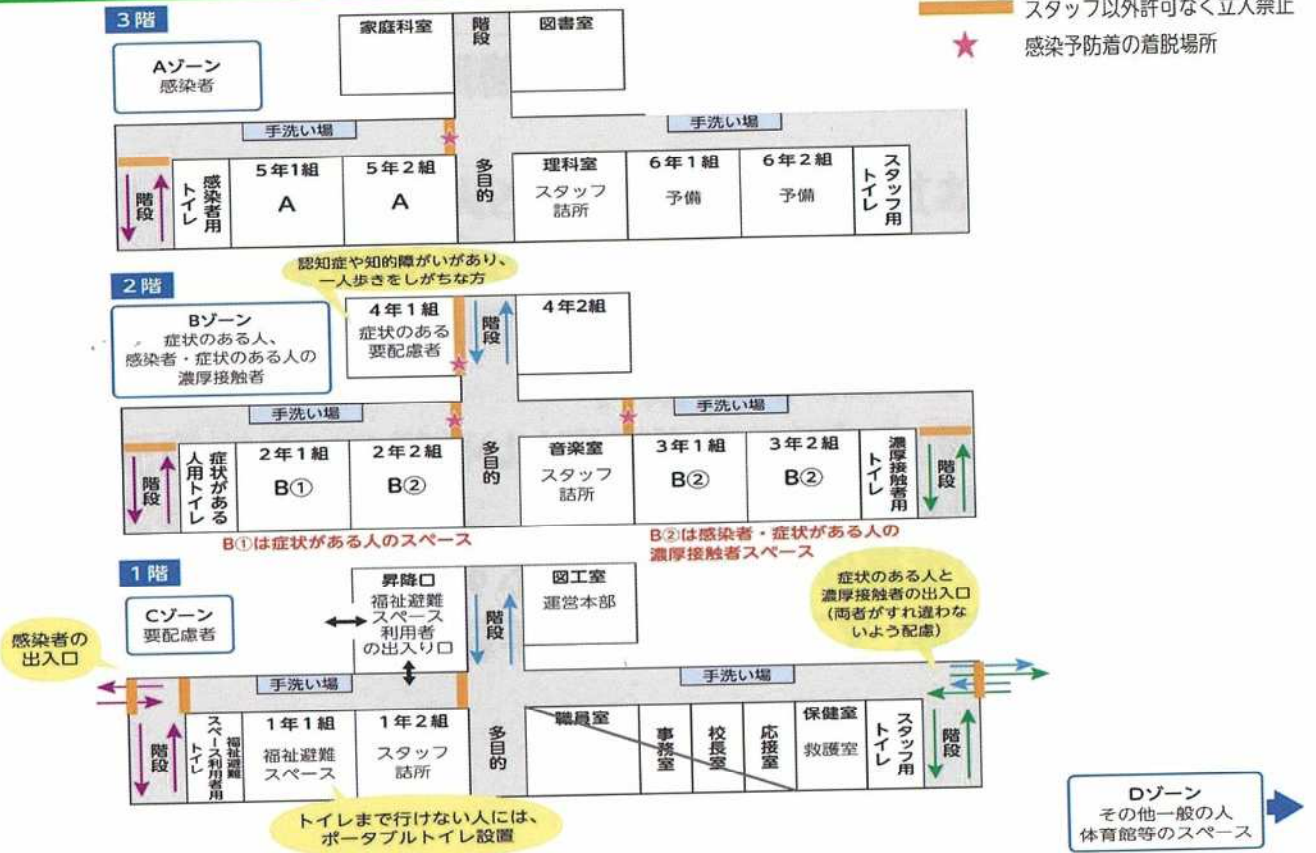 スタッフ以外許可なく立入禁止
★ 感染予防着の着脱場所
3階
Aゾーン
感染者
家庭科室
階段
図書室
手洗い場
手洗い場
階段
感染者用
トイレ
5年1組
A
5年2組
A
多目的
理科室
スタッフ
詰所
6年1組
予備
6年2組
予備
スタッフ用
トイレ
認知症や知的障がいがあり、
一人歩きをしがちな方
2階
Bゾーン
症状のある人、
感染者・症状のある人の
濃厚接触者
4年1組
症状のある
要配慮者
階段
4年2組
手洗い場
手洗い場
階段
症状がある
人用トイレ
2年1組
B①
2年2組
B②
多目的
音楽室
スタッフ
詰所
3年1組
B②
3年2組
B②
濃厚接触者用
トイレ
階段
B①は症状がある人のスペース
B②は感染者・症状がある人の
濃厚接触者スペース
1階
Cゾーン
要配慮者
感染者の
出入口
昇降口
福祉避難
スペース
利用者
の出入り口
階段
図工室
運営本部
症状のある人と
濃厚接触者の出入口
(両者がすれ違わな
いよう配慮)
手洗い場
手洗い場
階段
福祉避難
スペース利用者用
トイレ
1年1組
福祉避難
スペース
1年2組
スタッフ
詰所
多目的
職員室
事務室
校長室
応接室
保健室
救護室
スタッフ用
トイレ
階段
トイレまで行けない人には、
ポータブルトイレ設置
Dゾーン
その他一般の人
体育館等のスペース